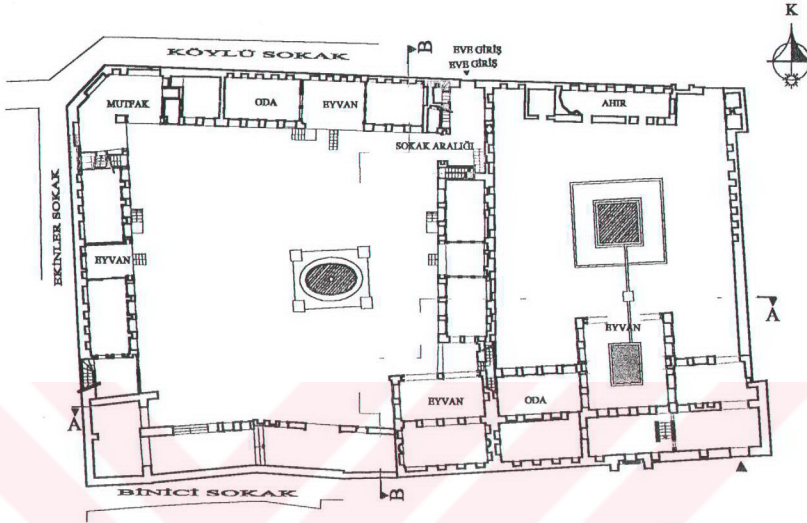 K
KÖYLÜ SOKAK
B
EVE GİRİŞ
EVE GİRİŞ
MUTFAK
ODA
EYVAN
AHIR
SOKAK ARALIĞI
EKİNLER SOKAK
EYVAN
EYVAN
A
EYVAN
ODA
A
B
BİNİCİ SOKAK